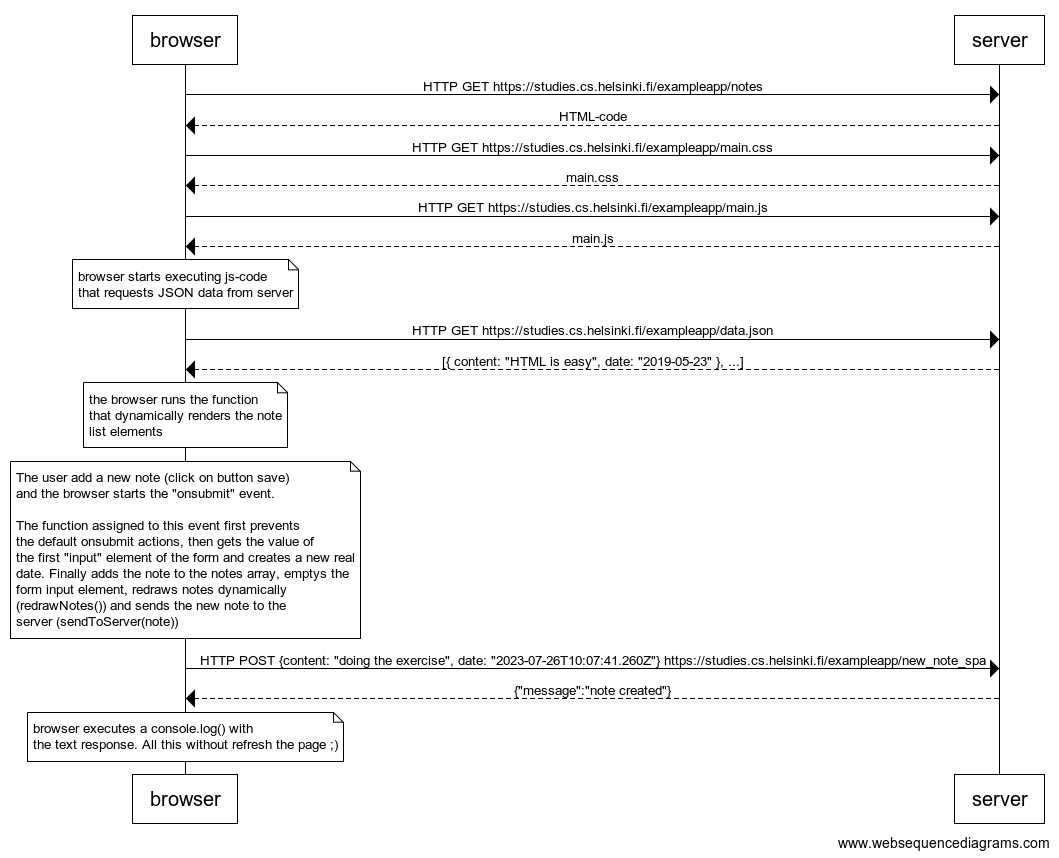 browser
server
HTTP GET https://studies.cs.helsinki.fi/exampleapp/notes
HTML-code
HTTP GET https://studies.cs.helsinki.fi/exampleapp/main.css
main.css
HTTP GET https://studies.cs.helsinki.fi/exampleapp/main.js
main.js
browser starts executing js-code
that requests JSON data from server
HTTP GET https://studies.cs.helsinki.fi/exampleapp/data.json
[{ content: "HTML is easy", date: "2019-05-23" }, ...]
the browser runs the function
that dynamically renders the note
list elements
The user add a new note (click on button save)
and the browser starts the "onsubmit" event.
The function assigned to this event first prevents
the default onsubmit actions, then gets the value of
the first "input" element of the form and creates a new real
date. Finally adds the note to the notes array, emptys the
form input element, redraws notes dynamically
(redrawNotes()) and sends the new note to the
server (sendToServer(note))
HTTP POST {content: "doing the exercise", date: "2023-07-26T10:07:41.260Z"} https://studies.cs.helsinki.fi/exampleapp/new_note_spa
{"message":"note created"}
browser executes a console.log() with
the text response. All this without refresh the page ;)
browser
server
www.websequencediagrams.com